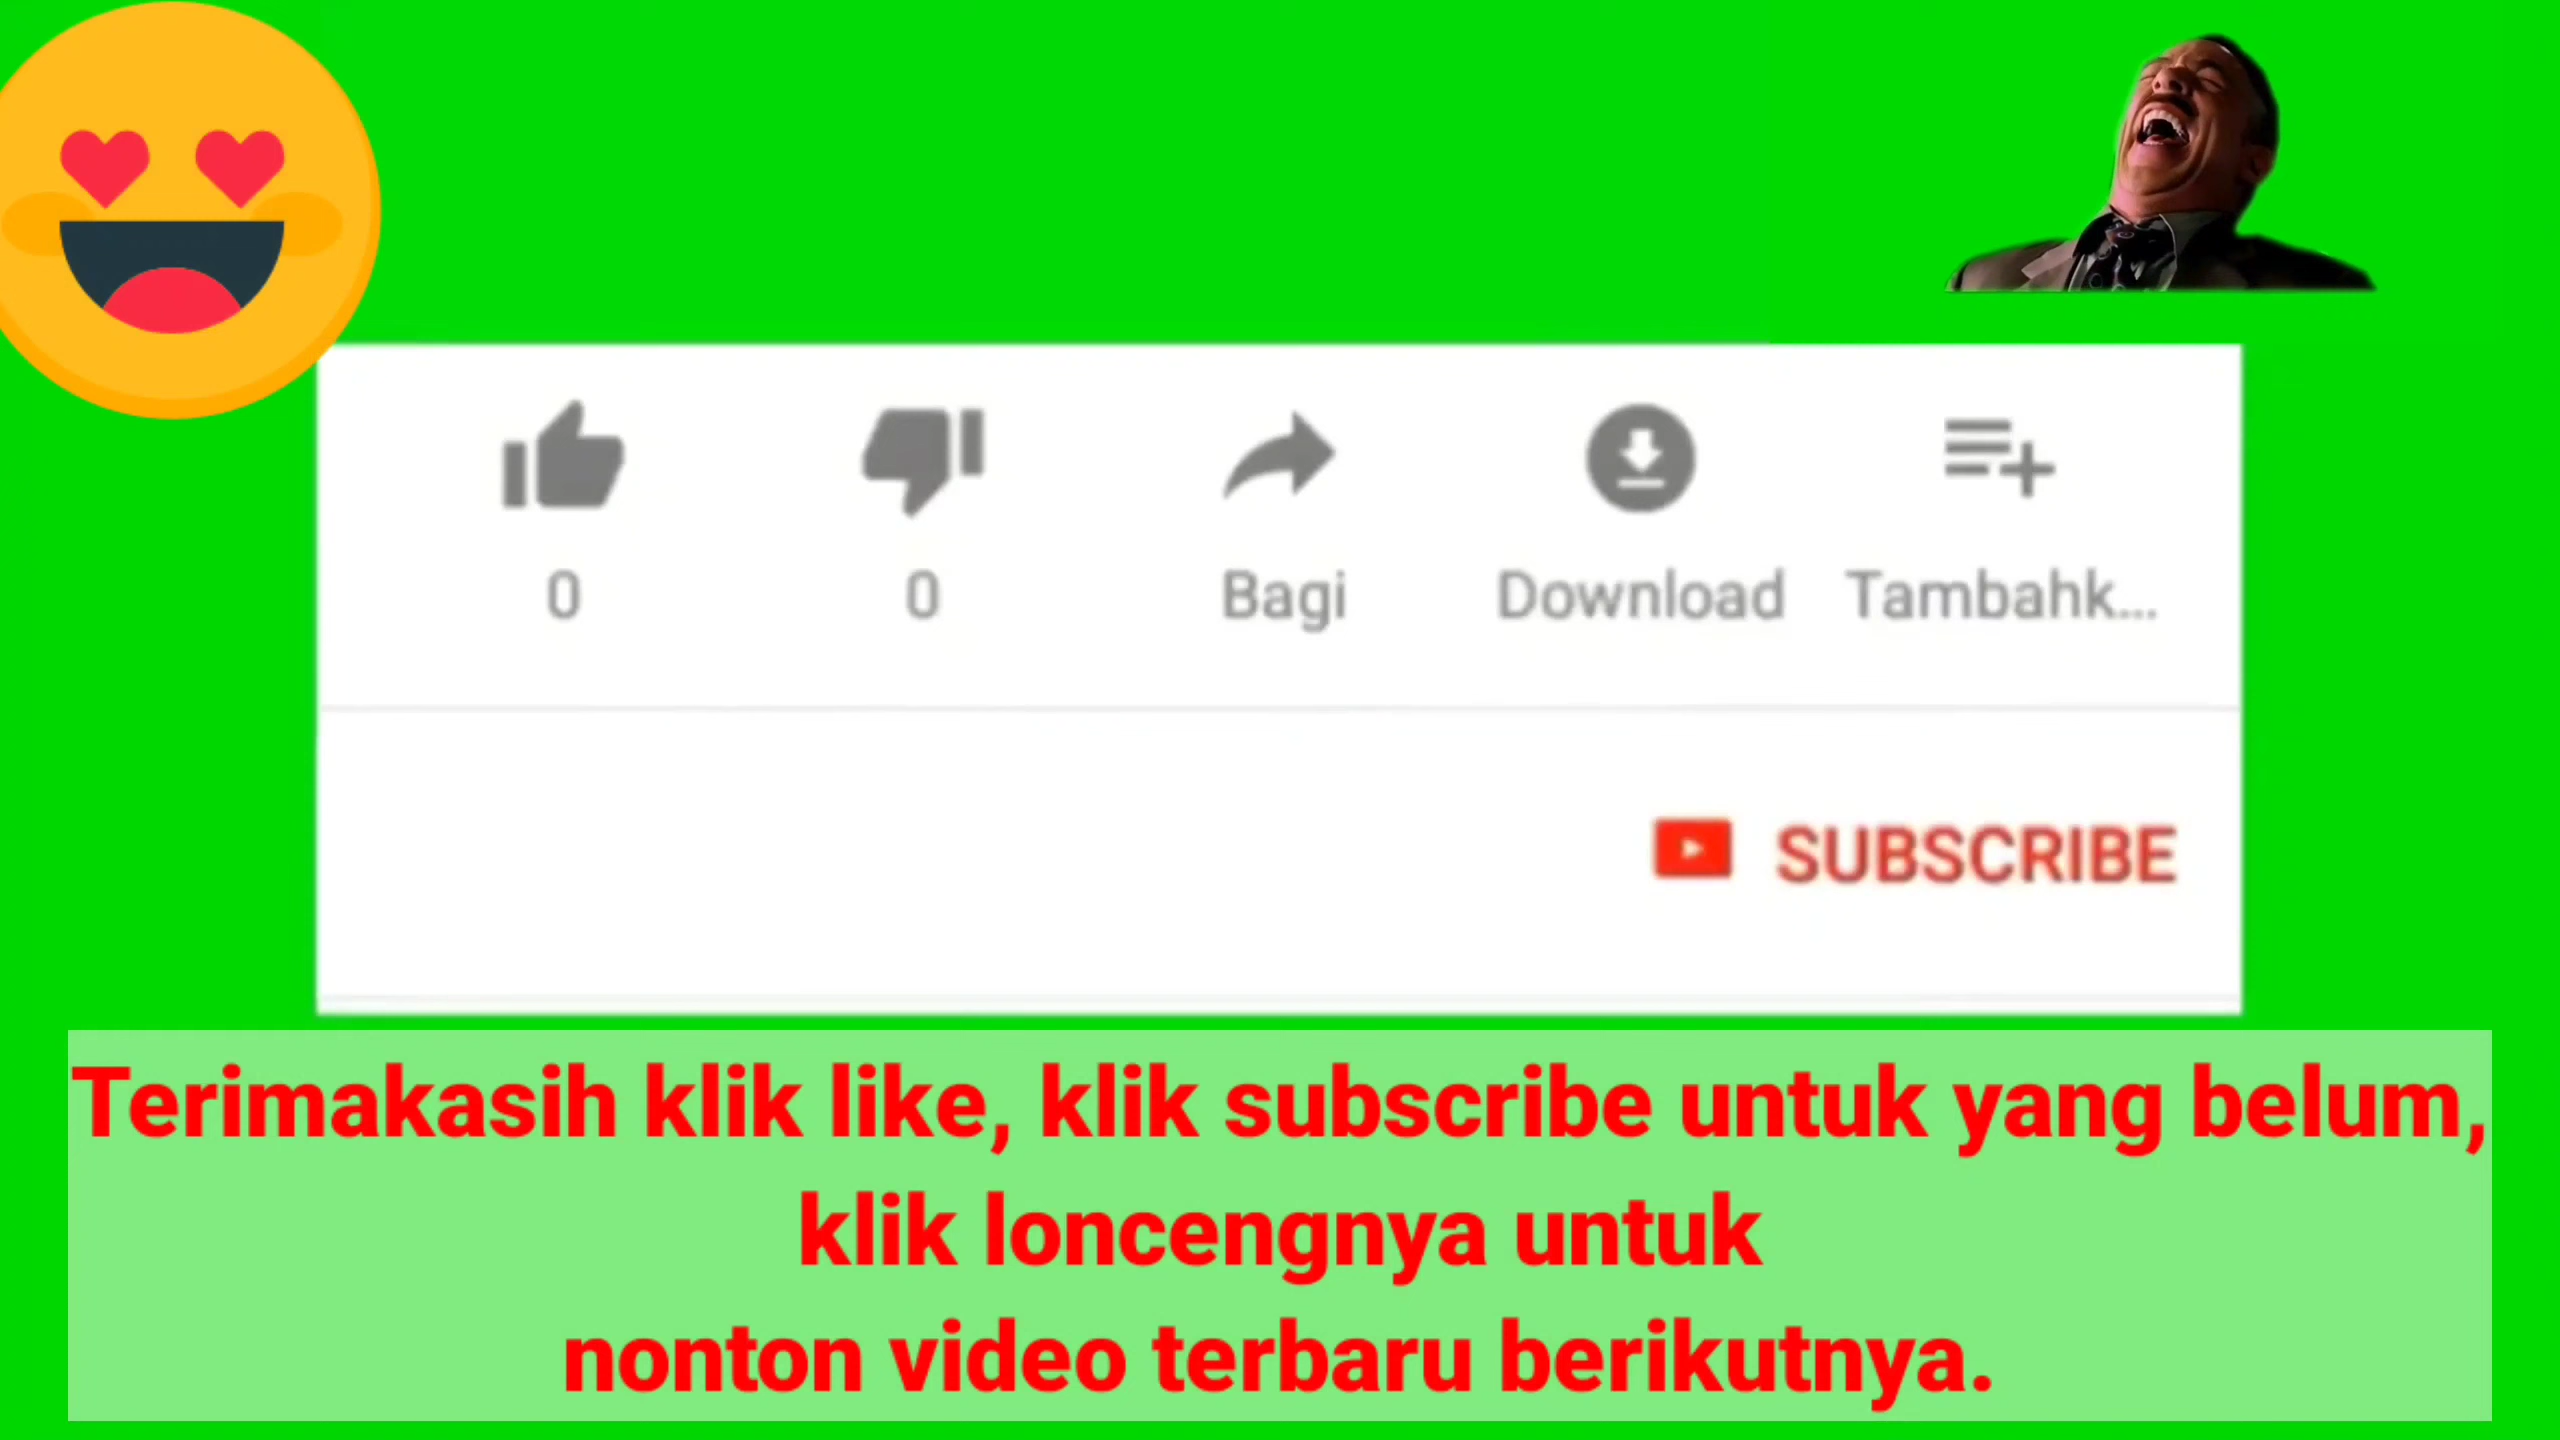 0
0
Bagi
Download
Tambahk...
SUBSCRIBE
Terimakasih klik like, klik subscribe untuk yang belum,
klik loncengnya untuk
nonton video terbaru berikutnya.